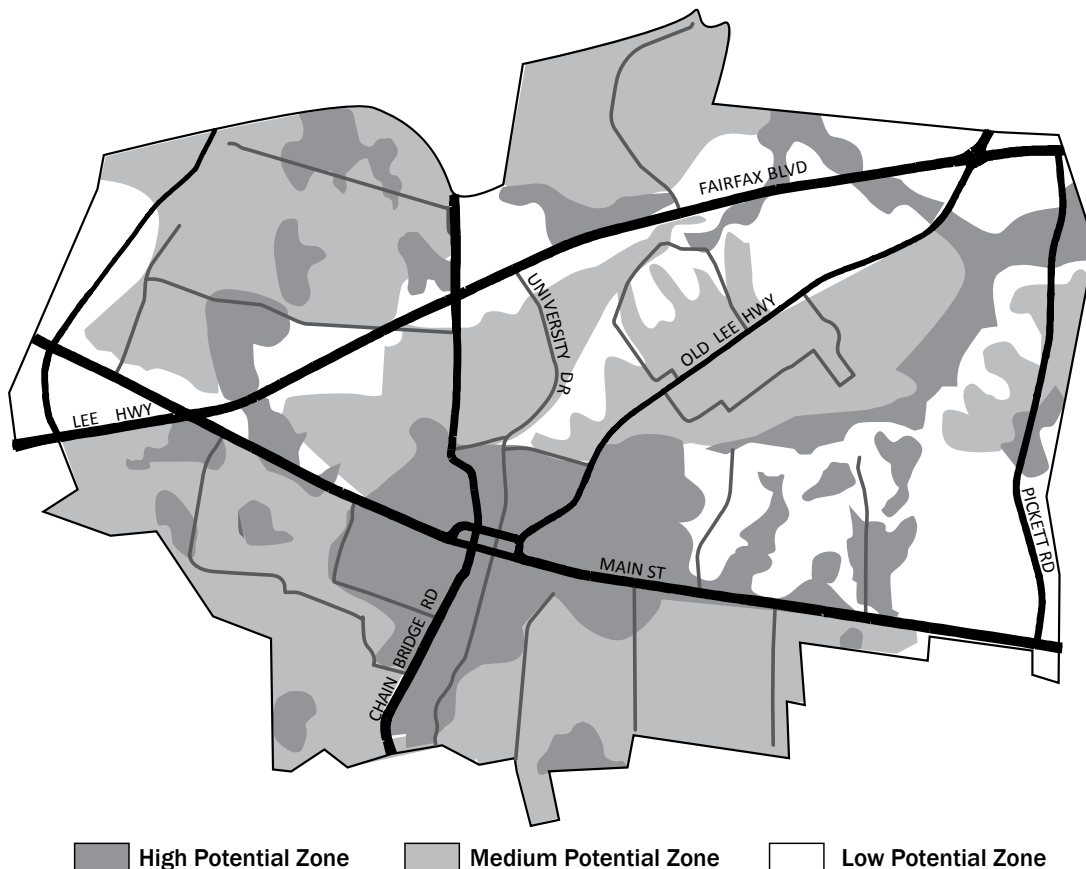 FAIRFAX BLVD
UNIVERSITY DR
OLD LEE HWY
LEE HWY
PICKETT RD
MAIN ST
CHAIN BRIDGE RD
High Potential Zone
Medium Potential Zone
Low Potential Zone